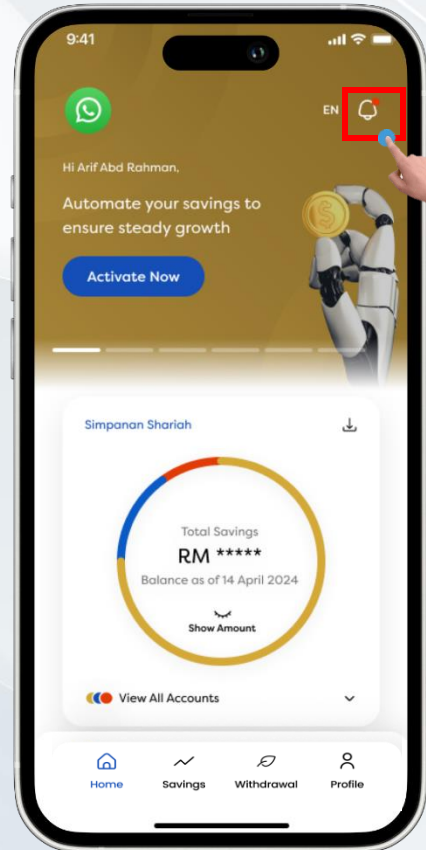 9:41
EN
Hi Arif Abd Rahman,
Automate your savings to
ensure steady growth
Activate Now
Simpanan Shariah
Total Savings
RM *****
Balance as of 14 April 2024
Show Amount
View All Accounts
Home
Savings
Withdrawal
Profile